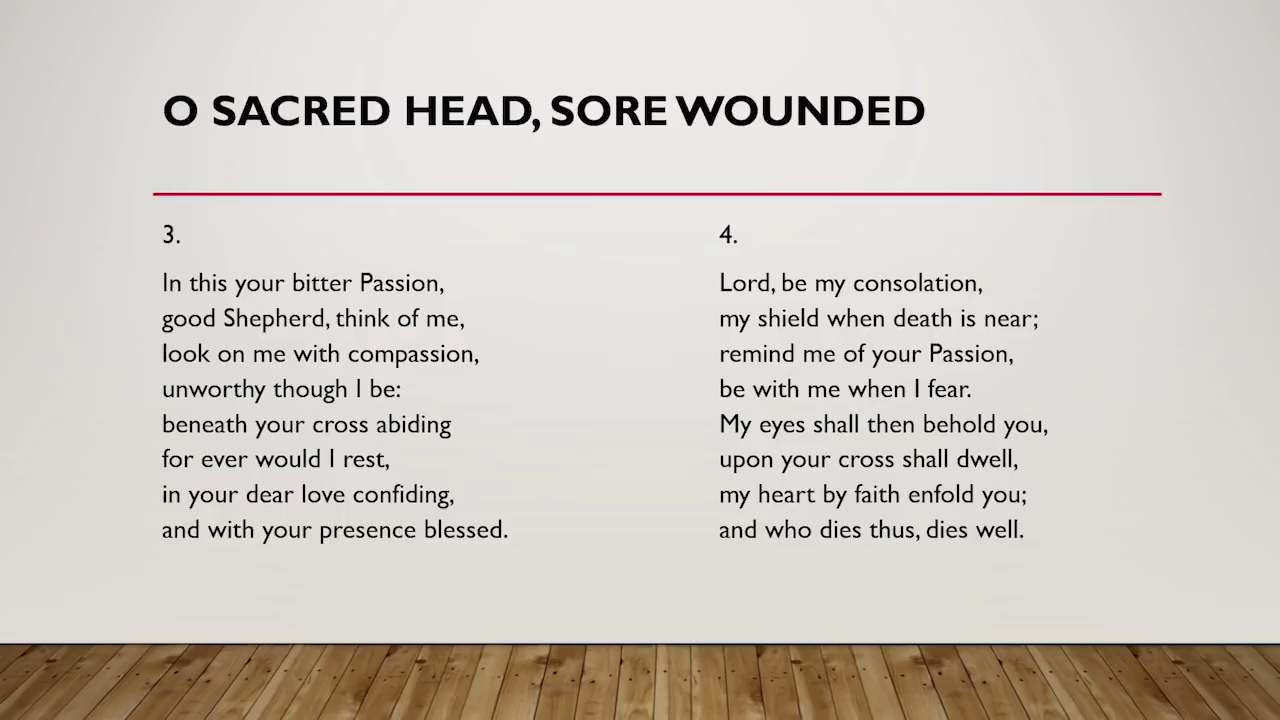 O SACRED HEAD, SORE WOUNDED
3.
In this your bitter Passion,
good Shepherd, think of me,
look on me with compassion,
unworthy though I be:
beneath your cross abiding
for ever would I rest,
in your dear love confiding,
and with your presence blessed.
4.
Lord, be my consolation,
my shield when death is near;
remind me of your Passion,
be with me when I fear.
My eyes shall then behold you,
upon your cross shall dwell,
my heart by faith enfold you;
and who dies thus, dies well.